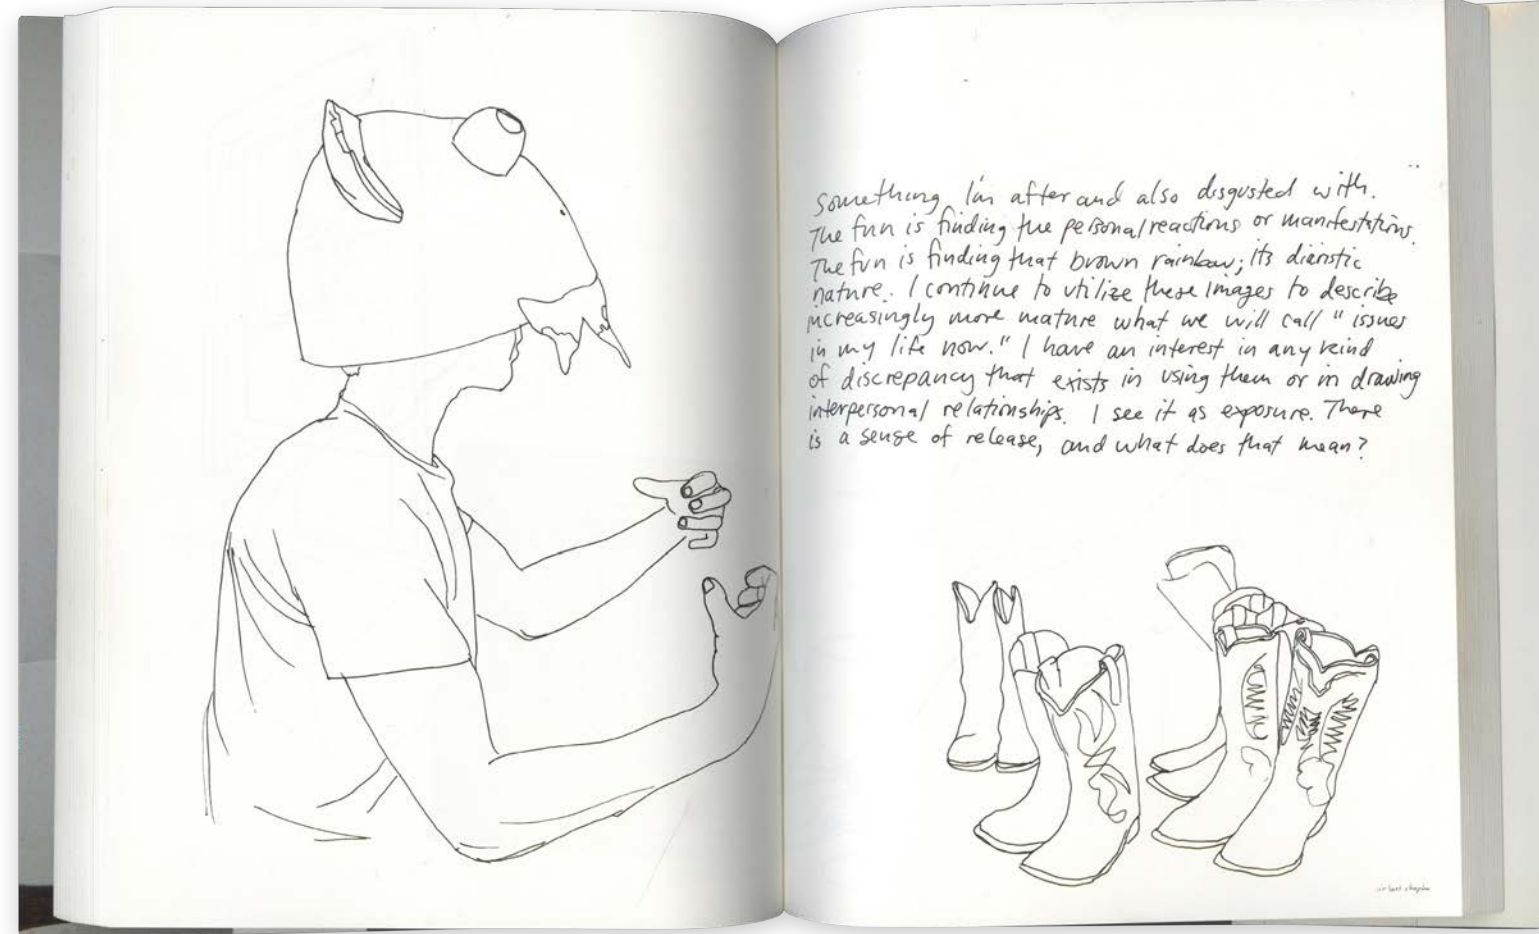 Something I'm after and also disgusted with.
The fun is finding the personal reactions or manifestations.
The fun is finding that brown rainbow; its diaristic
nature. I continue to utilize these images to describe
increasingly more mature what we will call "issues
in my life now." I have an interest in any kind
of discrepancy that exists in using them or in drawing
interpersonal relationships. I see it as exposure. There
is a sense of release, and what does that mean?